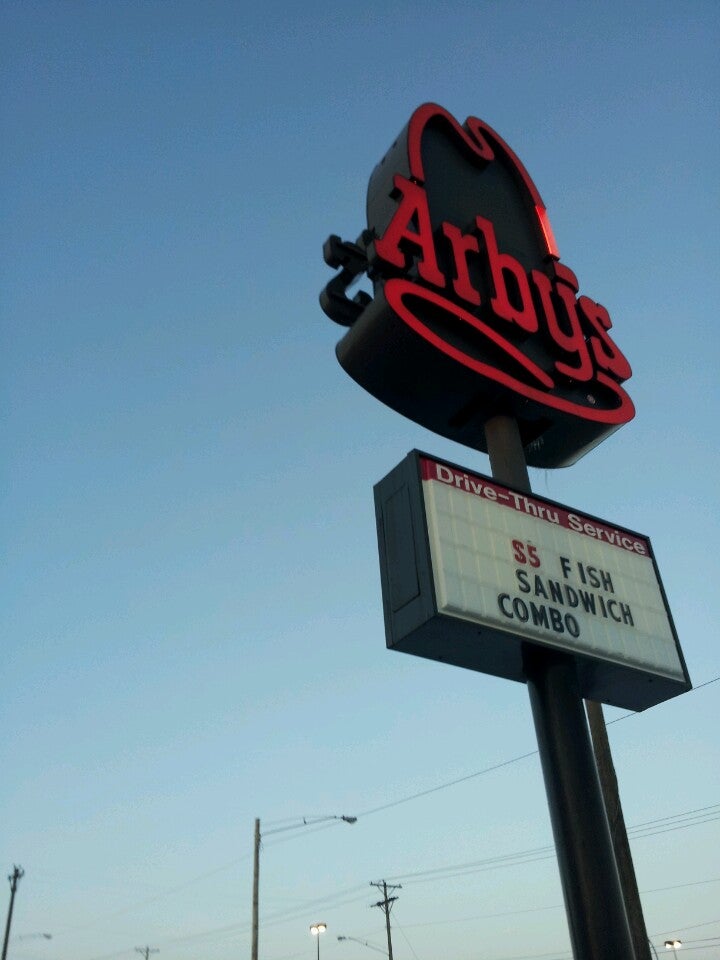 Arby's
®
Drive-Thru Service
$5 FISH
SANDWICH
COMBO